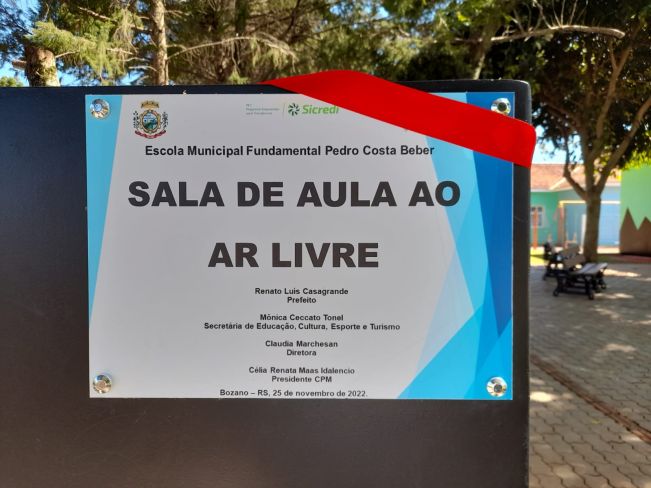 Sicredi
Escola Municipal Fundamental Pedro Costa Beber
SALA DE AULA AO
AR LIVRE
Renato Luis Casagrande
Prefeito
Mônica Ceccato Tonel
Secretária de Educação, Cultura, Esporte e Turismo
Claudia Marchesan
Diretora
Célia Renata Maas Idalencio
Presidente CPM
Bozano – RS, 25 de novembro de 2022.